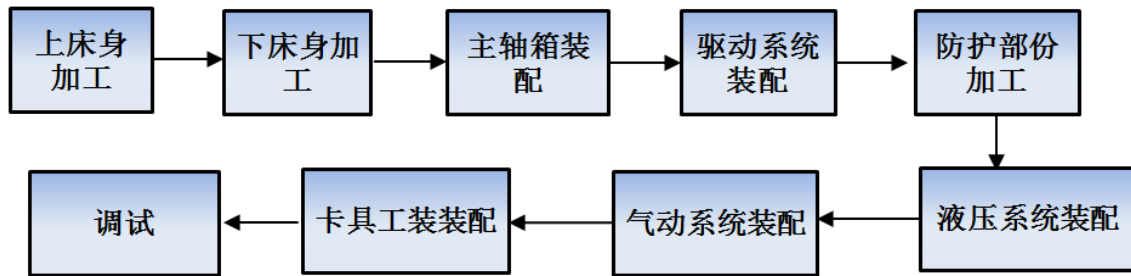 上床身
加工
下床身加
工
主轴箱装
配
驱动系统
装配
防护部份
加工
液压系统装配
气动系统装配
卡具工装装配
调试